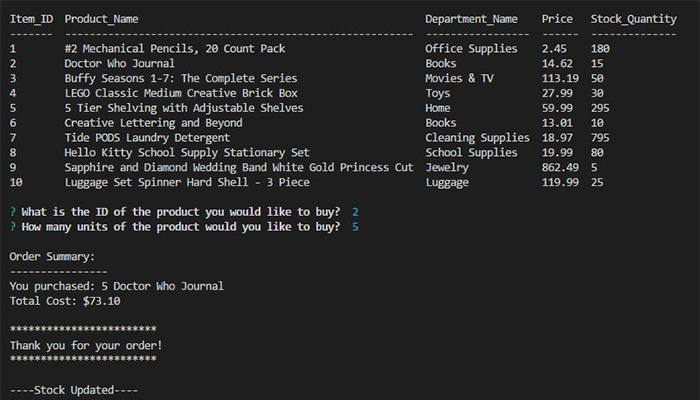 Item_ID  Product_Name                                              Department_Name    Price   Stock_Quantity
-------  --------------------------------------------------------  -----------------  ------  --------------
1        #2 Mechanical Pencils, 20 Count Pack                      Office Supplies    2.45    180
2        Doctor Who Journal                                        Books              14.62   15
3        Buffy Seasons 1-7: The Complete Series                    Movies & TV        113.19  50
4        LEGO Classic Medium Creative Brick Box                    Toys               27.99   30
5        5 Tier Shelving with Adjustable Shelves                   Home               59.99   295
6        Creative Lettering and Beyond                             Books              13.01   10
7        Tide PODS Laundry Detergent                               Cleaning Supplies  18.97   795
8        Hello Kitty School Supply Stationary Set                  School Supplies    19.99   80
9        Sapphire and Diamond Wedding Band White Gold Princess Cut  Jewelry            862.49  5
10       Luggage Set Spinner Hard Shell - 3 Piece                  Luggage            119.99  25
? What is the ID of the product you would like to buy?  2
? How many units of the product would you like to buy?  5
Order Summary:
----------------
You purchased: 5 Doctor Who Journal
Total Cost: $73.10
************************
Thank you for your order!
************************
----Stock Updated----